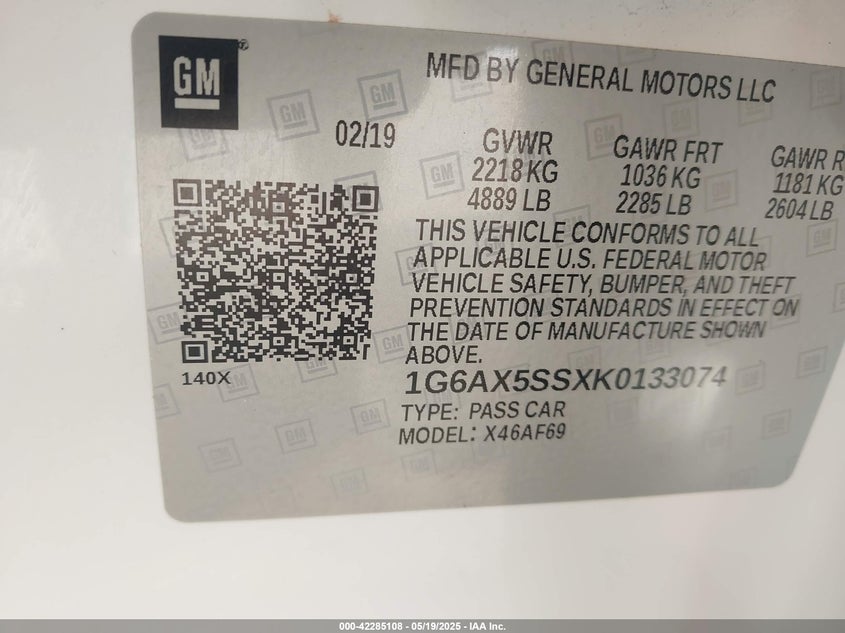 GM
MFD BY GENERAL MOTORS LLC
02/19
GVWR GAWR FRT GAWR R
2218 KG 1036 KG 1181 KG
4889 LB 2285 LB 2604 LB
THIS VEHICLE CONFORMS TO ALL
APPLICABLE U.S. FEDERAL MOTOR
VEHICLE SAFETY, BUMPER, AND THEFT
PREVENTION STANDARDS IN EFFECT ON
THE DATE OF MANUFACTURE SHOWN
ABOVE.
140X
1G6AX5SSXK0133074
TYPE: PASS CAR
MODEL: X46AF69
000-42285108 - 05/19/2025 - IAA Inc.